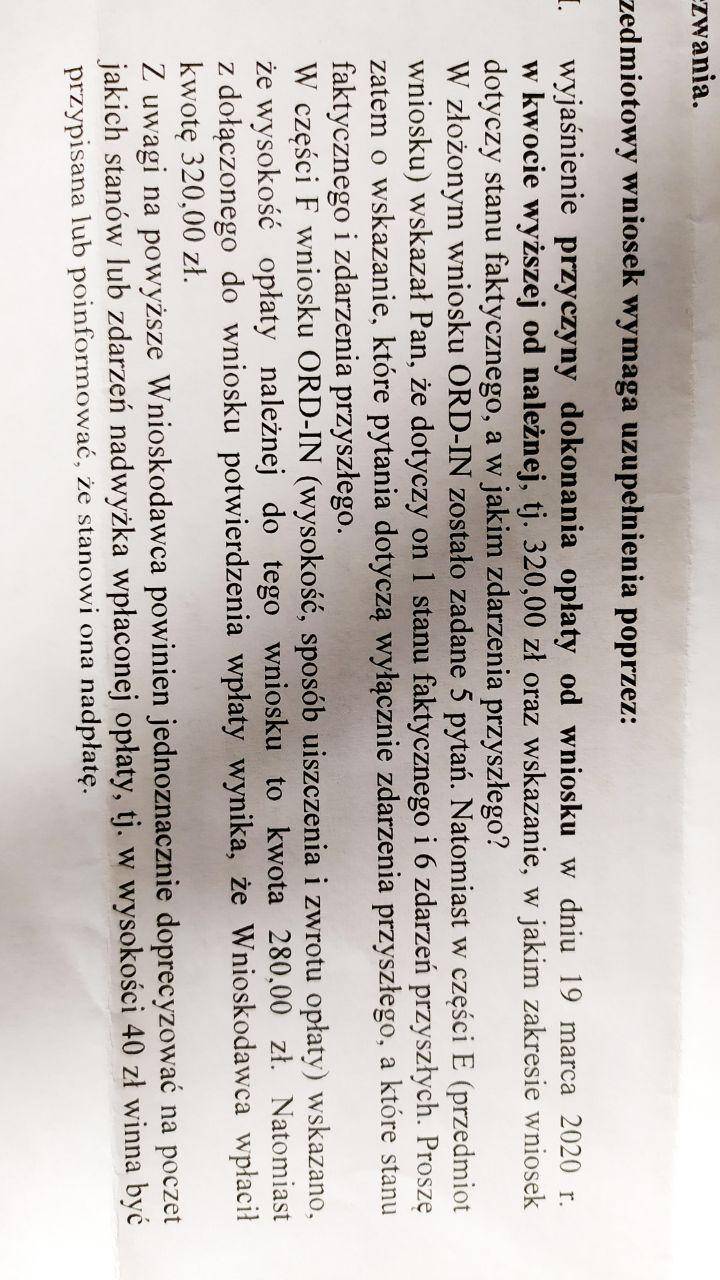 zwania.
zedmiotowy wniosek wymaga uzupełnienia poprzez:
wyjaśnienie przyczyny dokonania opłaty od wniosku w dniu 19 marca 2020 r.
w kwocie wyższej od należnej, tj. 320,00 zł oraz wskazanie, w jakim zakresie wniosek
dotyczy stanu faktycznego, a w jakim zdarzenia przyszłego?
W złożonym wniosku ORD-IN zostało zadane 5 pytań. Natomiast w części E (przedmiot
wniosku) wskazał Pan, że dotyczy on 1 stanu faktycznego i 6 zdarzeń przyszłych. Proszę
zatem o wskazanie, które pytania dotyczą wyłącznie zdarzenia przyszłego, a które stanu
faktycznego i zdarzenia przyszłego.
W części F wniosku ORD-IN (wysokość, sposób uiszczenia i zwrotu opłaty) wskazano,
że wysokość opłaty należnej do tego wniosku to kwota 280,00 zł. Natomiast
z dołączonego do wniosku potwierdzenia wpłaty wynika, że Wnioskodawca wpłacił
kwotę 320,00 zł.
Z uwagi na powyższe Wnioskodawca powinien jednoznacznie doprecyzować na poczet
jakich stanów lub zdarzeń nadwyżka wpłaconej opłaty, tj. w wysokości 40 zł winna być
przypisana lub poinformować, że stanowi ona nadpłatę.